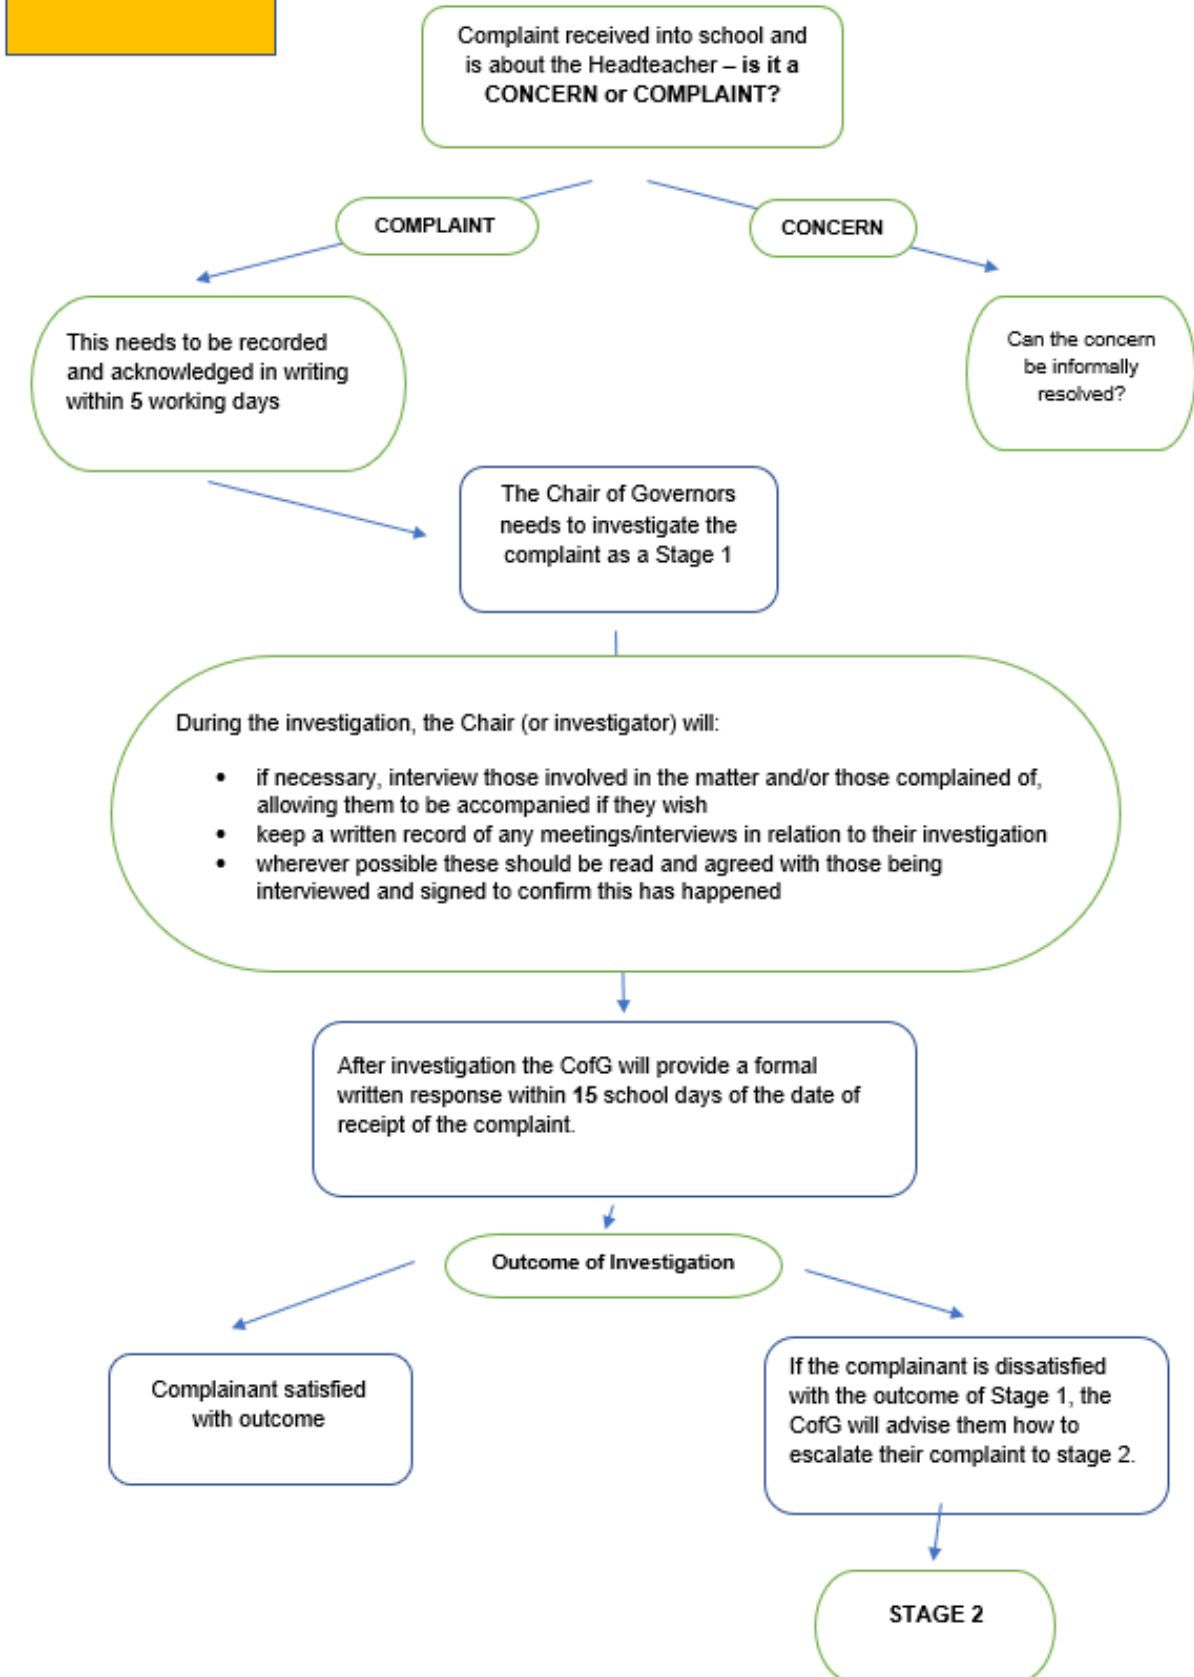 Complaint received into school and
is about the Headteacher – is it a
CONCERN or COMPLAINT?
COMPLAINT
CONCERN
This needs to be recorded
and acknowledged in writing
within 5 working days
Can the concern
be informally
resolved?
The Chair of Governors
needs to investigate the
complaint as a Stage 1
During the investigation, the Chair (or investigator) will:
• if necessary, interview those involved in the matter and/or those complained of,
allowing them to be accompanied if they wish
• keep a written record of any meetings/interviews in relation to their investigation
• wherever possible these should be read and agreed with those being
interviewed and signed to confirm this has happened
After investigation the CofG will provide a formal
written response within 15 school days of the date of
receipt of the complaint.
Outcome of Investigation
Complainant satisfied
with outcome
If the complainant is dissatisfied
with the outcome of Stage 1, the
CofG will advise them how to
escalate their complaint to stage 2.
STAGE 2